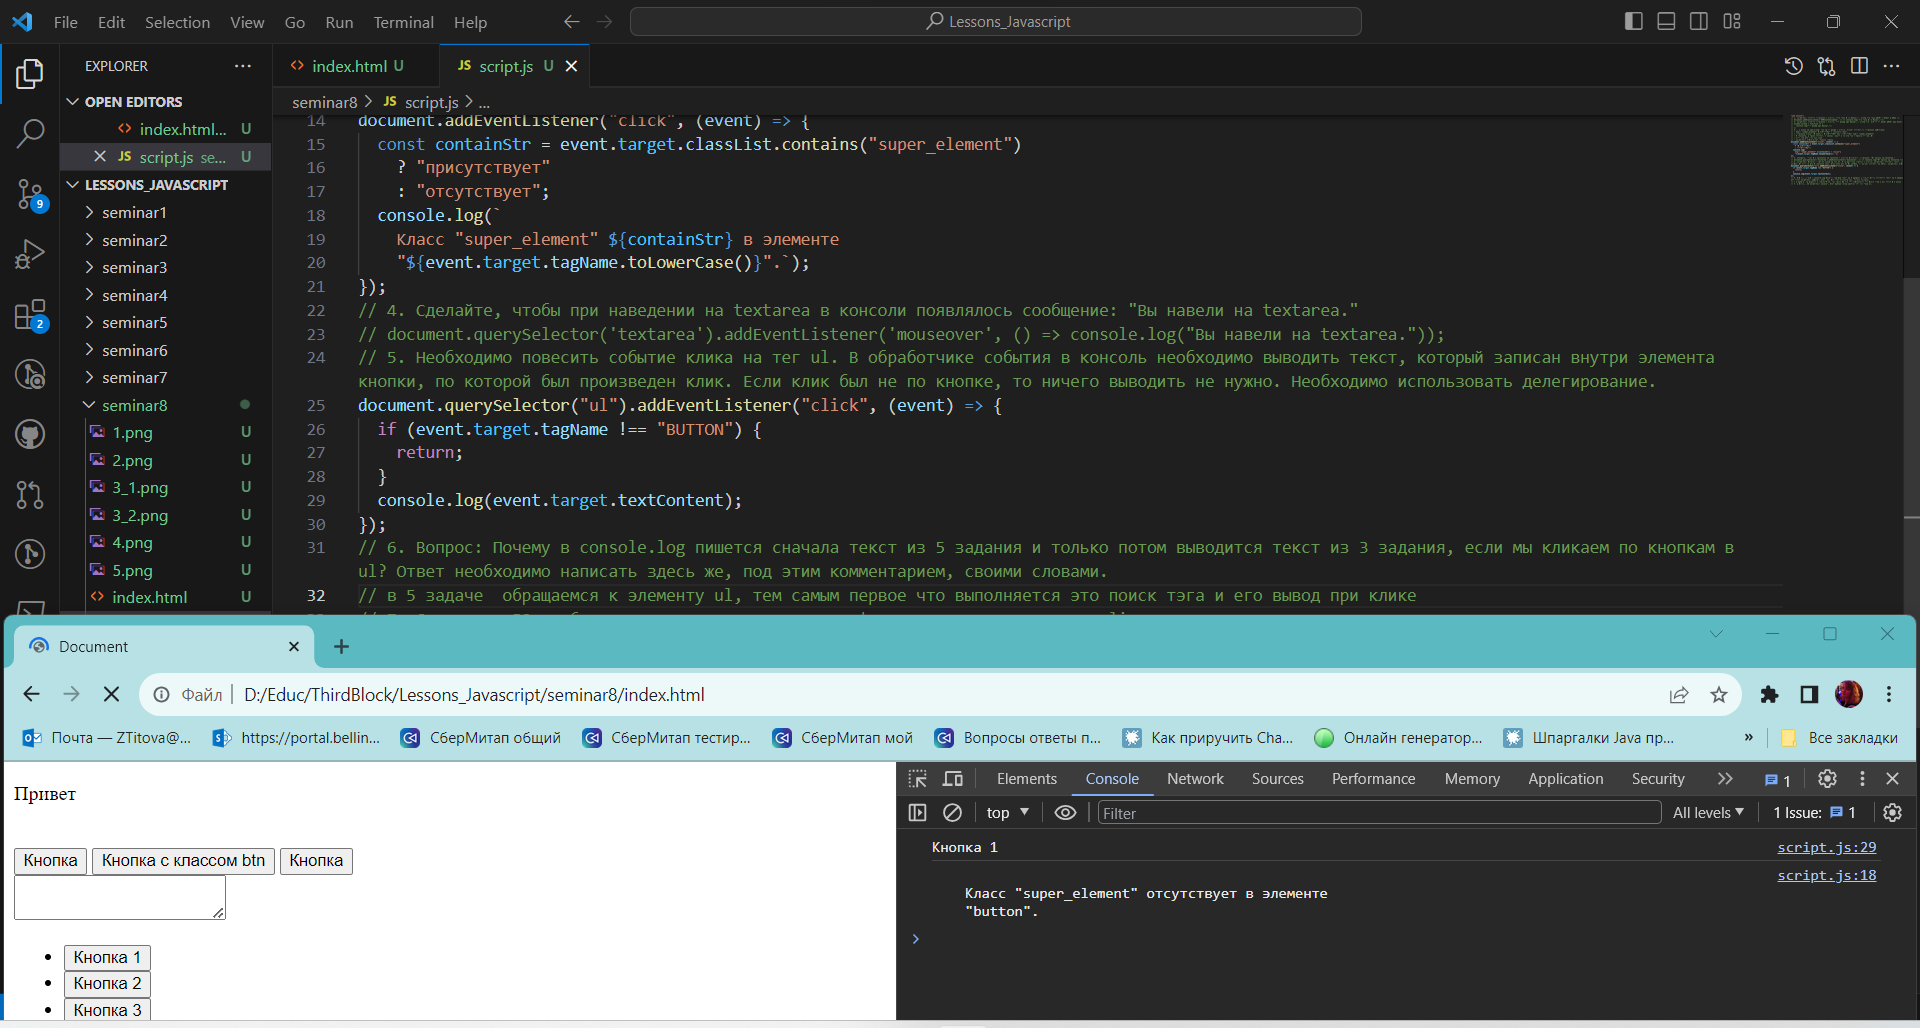 File Edit Selection View Go Run Terminal Help
Lessons_Javascript
EXPLORER
OPEN EDITORS
index.html... U
script.js se... U
LESSONS_JAVASCRIPT
seminar1
seminar2
seminar3
seminar4
seminar5
seminar6
seminar7
seminar8
1.png U
2.png U
3_1.png U
3_2.png U
4.png U
5.png U
index.html U
9
2
index.html U
JS script.js U
seminar8 > JS script.js > ...
14 document.addEventListener("click", (event) => {
15 const containStr = event.target.classList.contains("super_element")
16 ? "присутствует"
17 : "отсутствует";
18 console.log(`
19 Класс "super_element" ${containStr} в элементе
20 "${event.target.tagName.toLowerCase()}".`);
21 });
22 // 4. Сделайте, чтобы при наведении на textarea в консоли появлялось сообщение: "Вы навели на textarea."
23 // document.querySelector('textarea').addEventListener('mouseover', () => console.log("Вы навели на textarea."));
24 // 5. Необходимо повесить событие клика на тег ul. В обработчике события в консоль необходимо выводить текст, который записан внутри элемента
кнопки, по которой был произведен клик. Если клик был не по кнопке, то ничего выводить не нужно. Необходимо использовать делегирование.
25 document.querySelector("ul").addEventListener("click", (event) => {
26 if (event.target.tagName !== "BUTTON") {
27 return;
28 }
29 console.log(event.target.textContent);
30 });
31 // 6. Вопрос: Почему в console.log пишется сначала текст из 5 задания и только потом выводится текст из 3 задания, если мы кликаем по кнопкам в
ul? Ответ необходимо написать здесь же, под этим комментарием, своими словами.
32 // в 5 задаче  обращаемся к элементу ul, тем самым первое что выполняется это поиск тэга и его вывод при клике
Document
Файл D:/Educ/ThirdBlock/Lessons_Javascript/seminar8/index.html
Почта — ZTitova@...
https://portal.bellin...
СберМитап общий
СберМитап тестир...
СберМитап мой
Вопросы ответы п...
Как приручить Cha...
Онлайн генератор...
Шпаргалки Java пр...
» Все закладки
Привет
Кнопка Кнопка с классом btn Кнопка
Кнопка 1
Кнопка 2
Кнопка 3
Elements Console Network Sources Performance Memory Application Security 1
top Filter All levels 1 Issue: 1
Кнопка 1 script.js:29
script.js:18
Класс "super_element" отсутствует в элементе
"button".